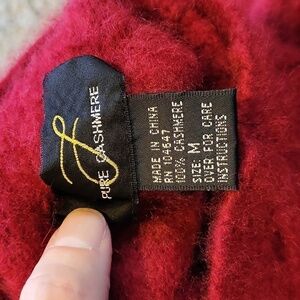 PURE CASHMERE
MADE IN CHINA
RN 104647
100% CASHMERE
SIZE: M
OVER FOR CARE
INSTRUCTIONS